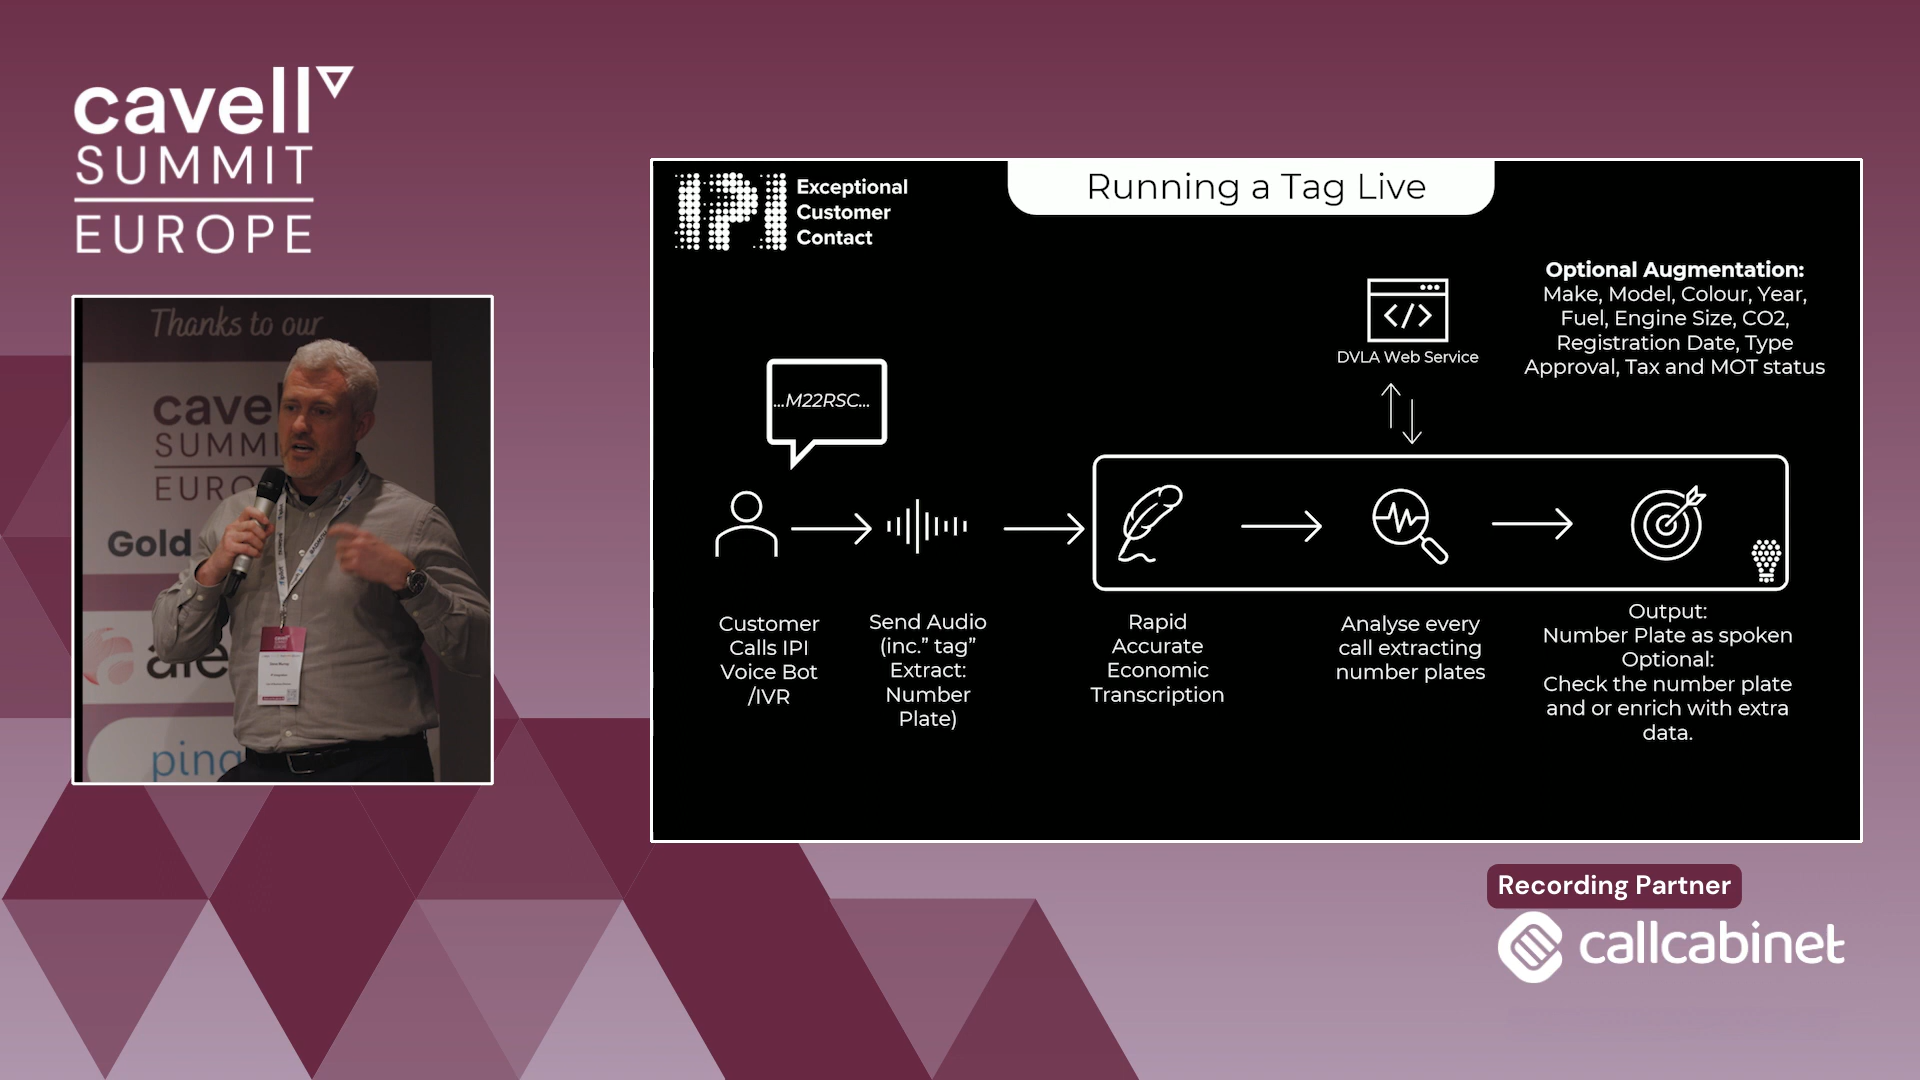 cavell
SUMMIT
EUROPE
Thanks to our
cave
SUMMI
EURO
Gold
ale
ping
IPI
Exceptional
Customer
Contact
Running a Tag Live
Optional Augmentation:
Make, Model, Colour, Year,
Fuel, Engine Size, CO2,
Registration Date, Type
Approval, Tax and MOT status
</>
DVLA Web Service
...M22RSC...
Customer
Calls IPI
Voice Bot
/IVR
Send Audio
(inc.” tag”
Extract:
Number
Plate)
Rapid
Accurate
Economic
Transcription
Analyse every
call extracting
number plates
Output:
Number Plate as spoken
Optional:
Check the number plate
and or enrich with extra
data.
Recording Partner
callcabinet